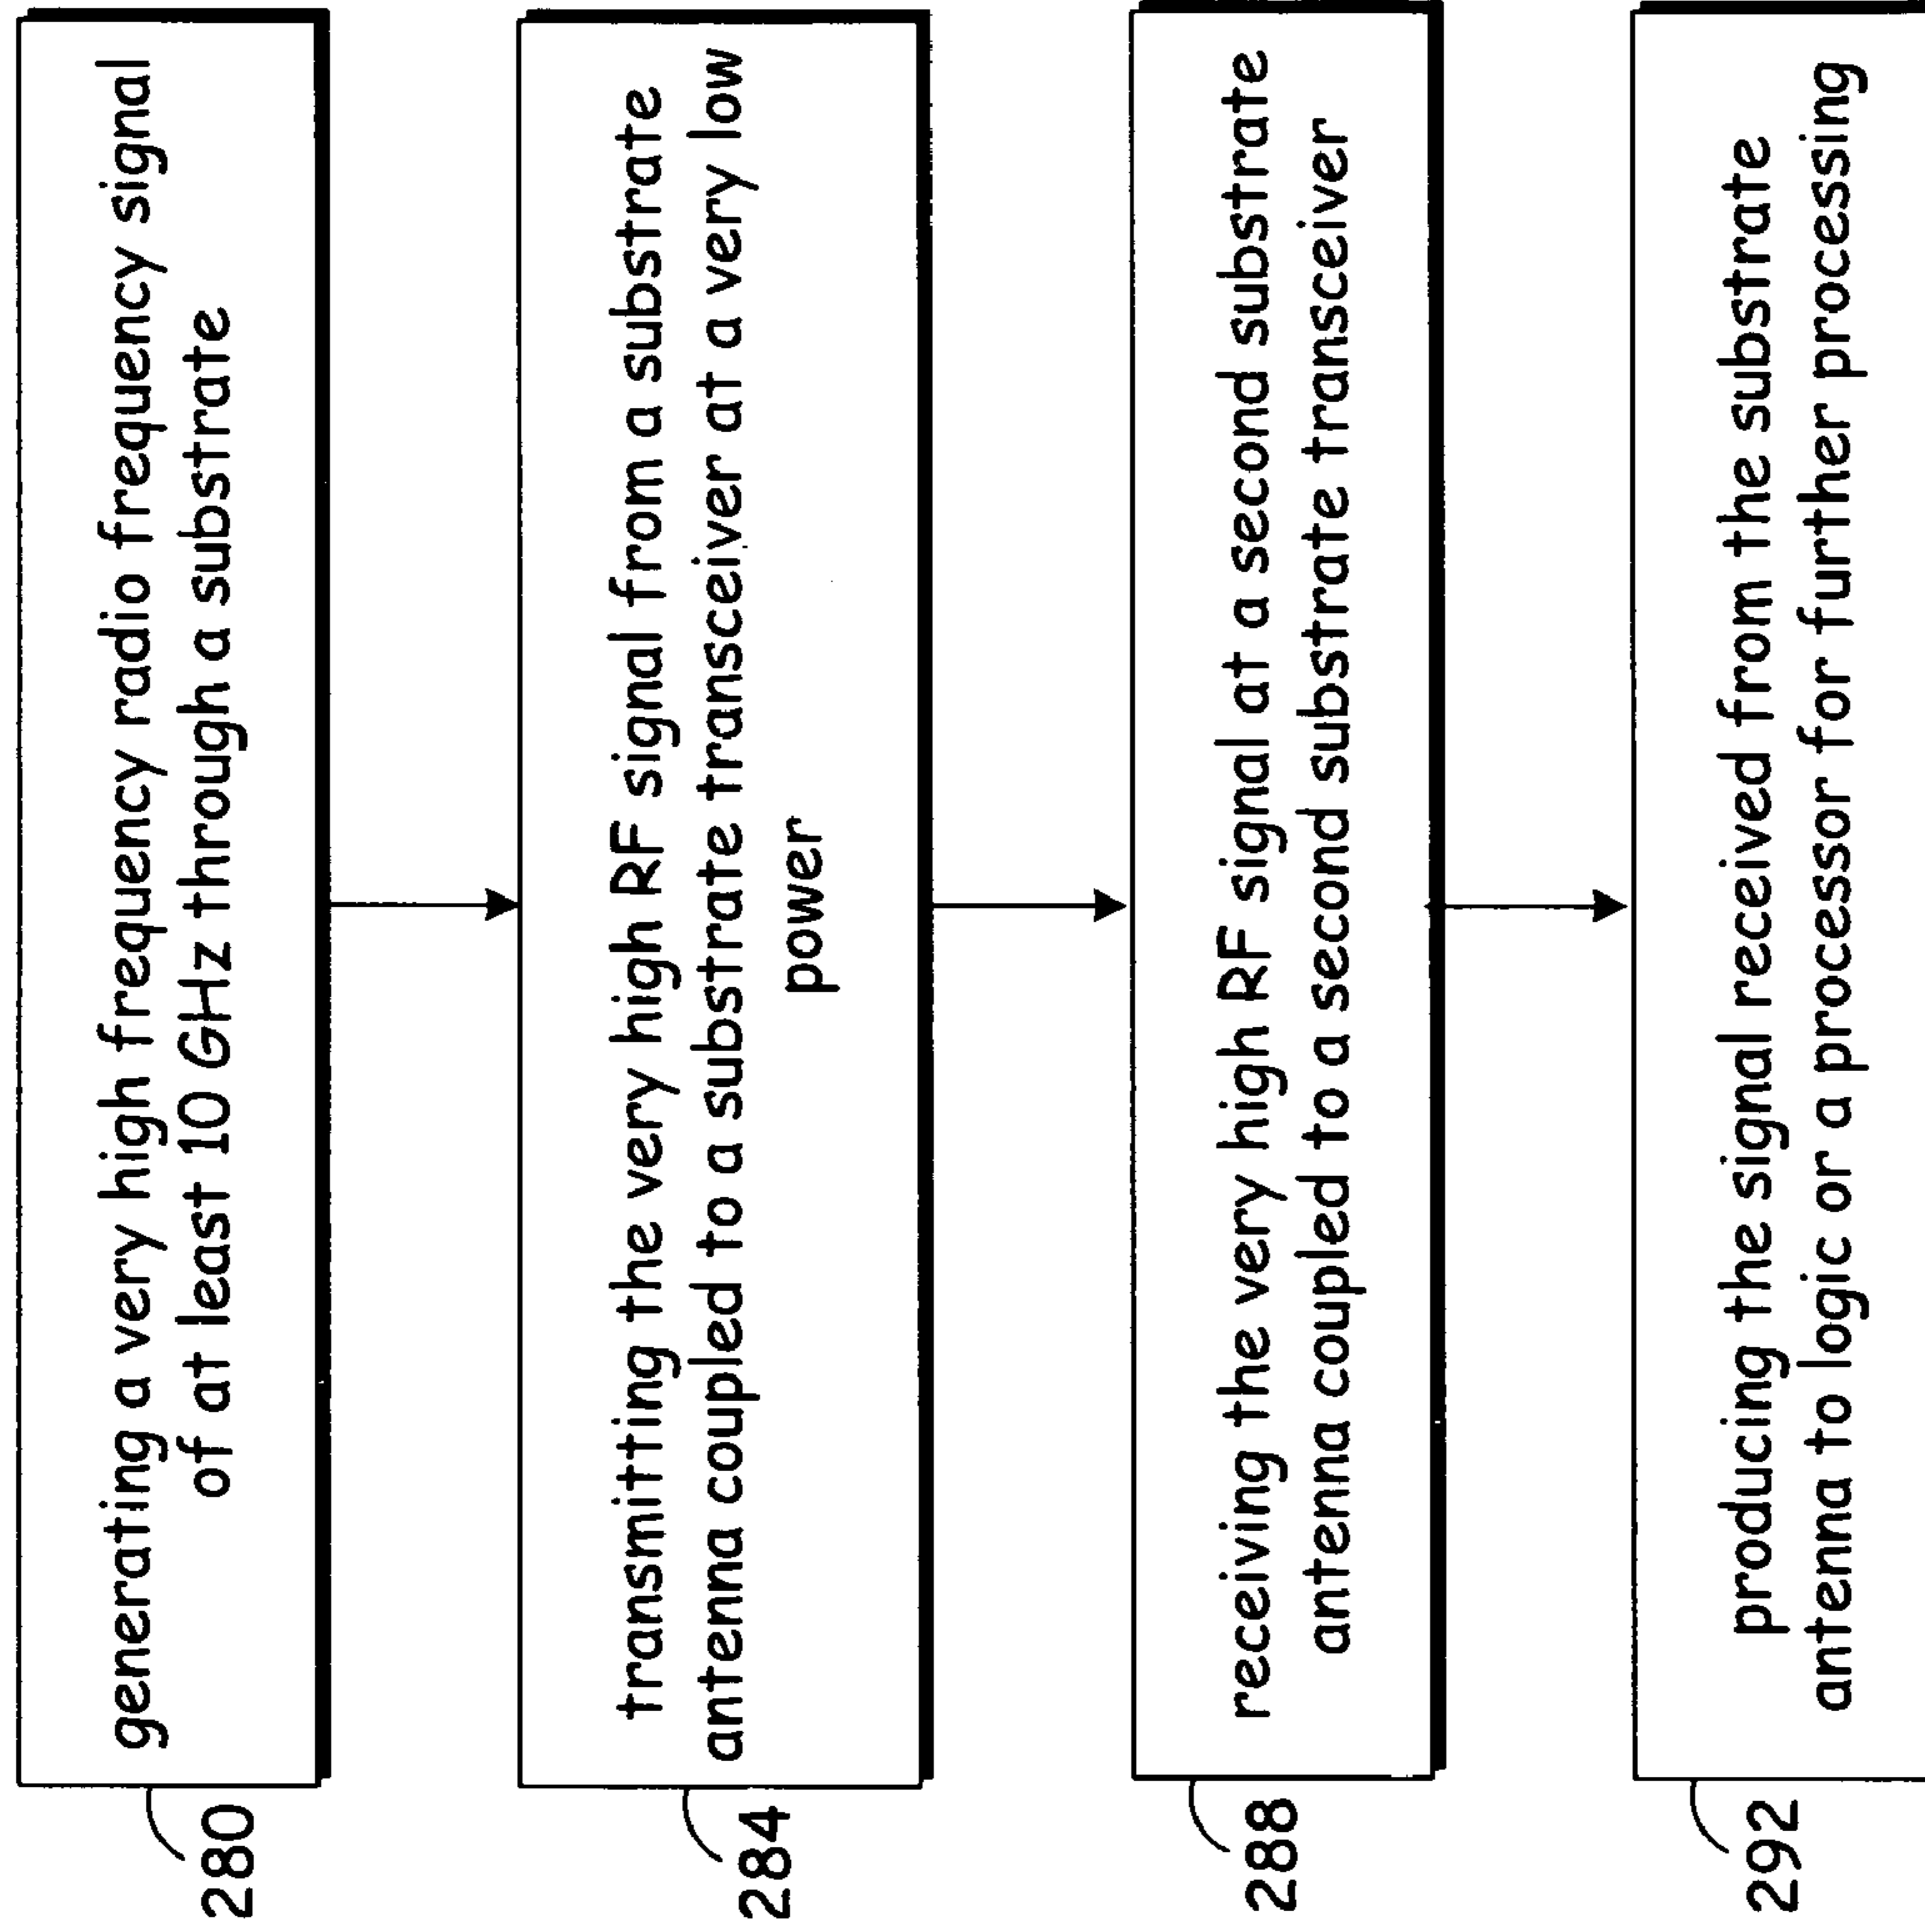 generating a very high frequency radio frequency signal
of at least 10 GHz through a substrate
280
transmitting the very high RF signal from a substrate
antenna coupled to a substrate transceiver at a very low
power
284
receiving the very high RF signal at a second substrate
antenna coupled to a second substrate transceiver
288
producing the signal received from the substrate
antenna to logic or a processor for further processing
292